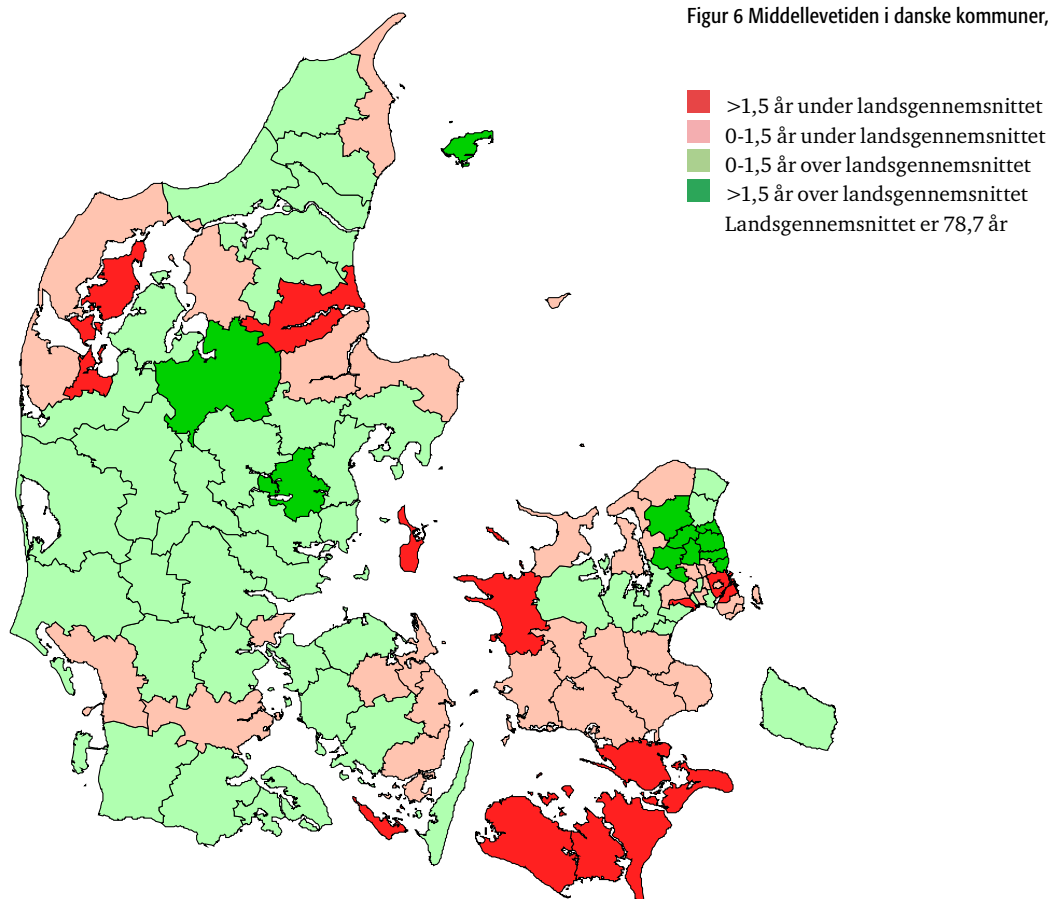 Figur 6 Middellevetiden i danske kommuner,
>1,5 år under landsgennemsnittet
0-1,5 år under landsgennemsnittet
0-1,5 år over landsgennemsnittet
>1,5 år over landsgennemsnittet
Landsgennemsnittet er 78,7 år